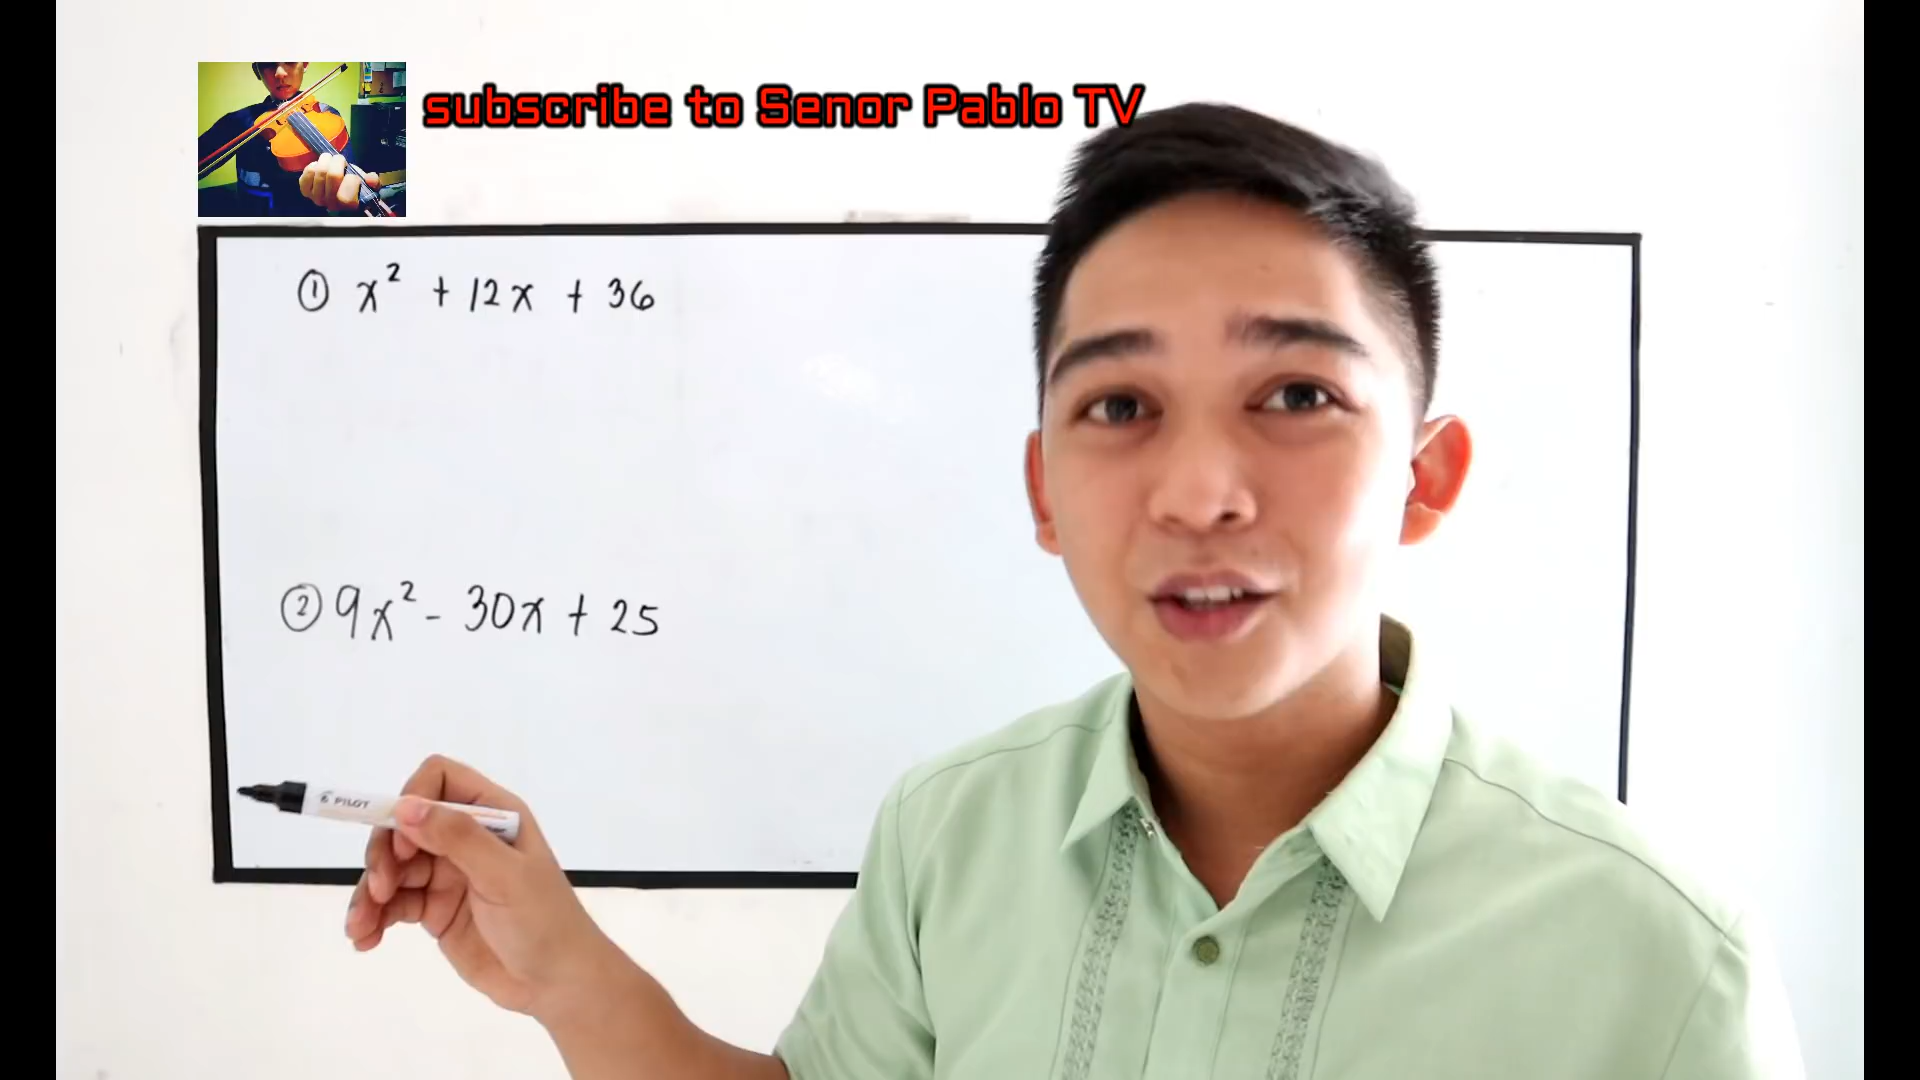 subscribe to Senor Pablo TV
① x² + 12x + 36
② 9x² - 30x + 25
PILOT